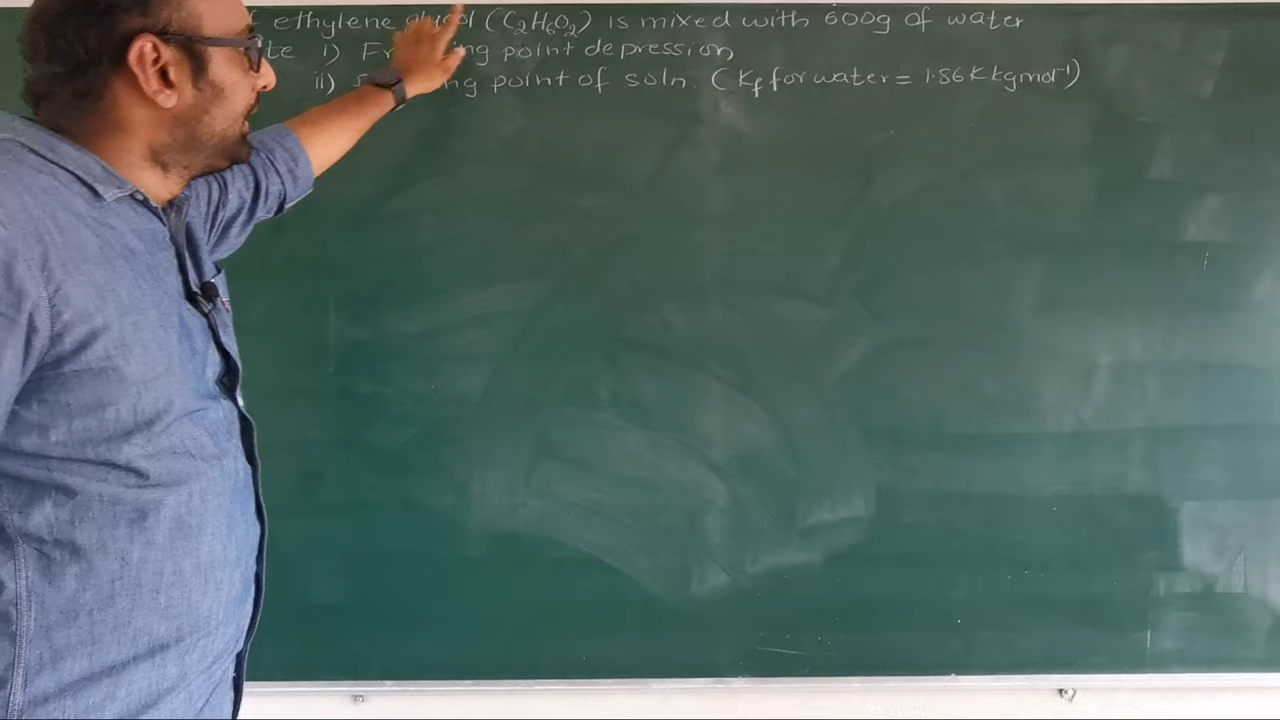 ethylene glycol (C₂H₆O₂) is mixed with 600g of water
i) point depression,
ii) point of soln. (Kf for water = 1.86 K kg mol⁻¹)